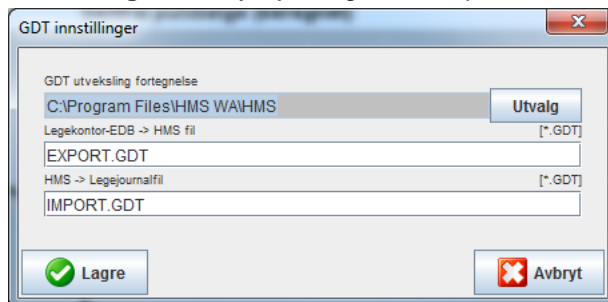 GDT innstillinger
GDT utveksling fortegnelse
C:\Program Files\HMS WA\HMS Utvalg
Legekontor-EDB -> HMS fil [*.GDT]
EXPORT.GDT
HMS -> Legejournalfil [*.GDT]
IMPORT.GDT
Lagre Avbryt